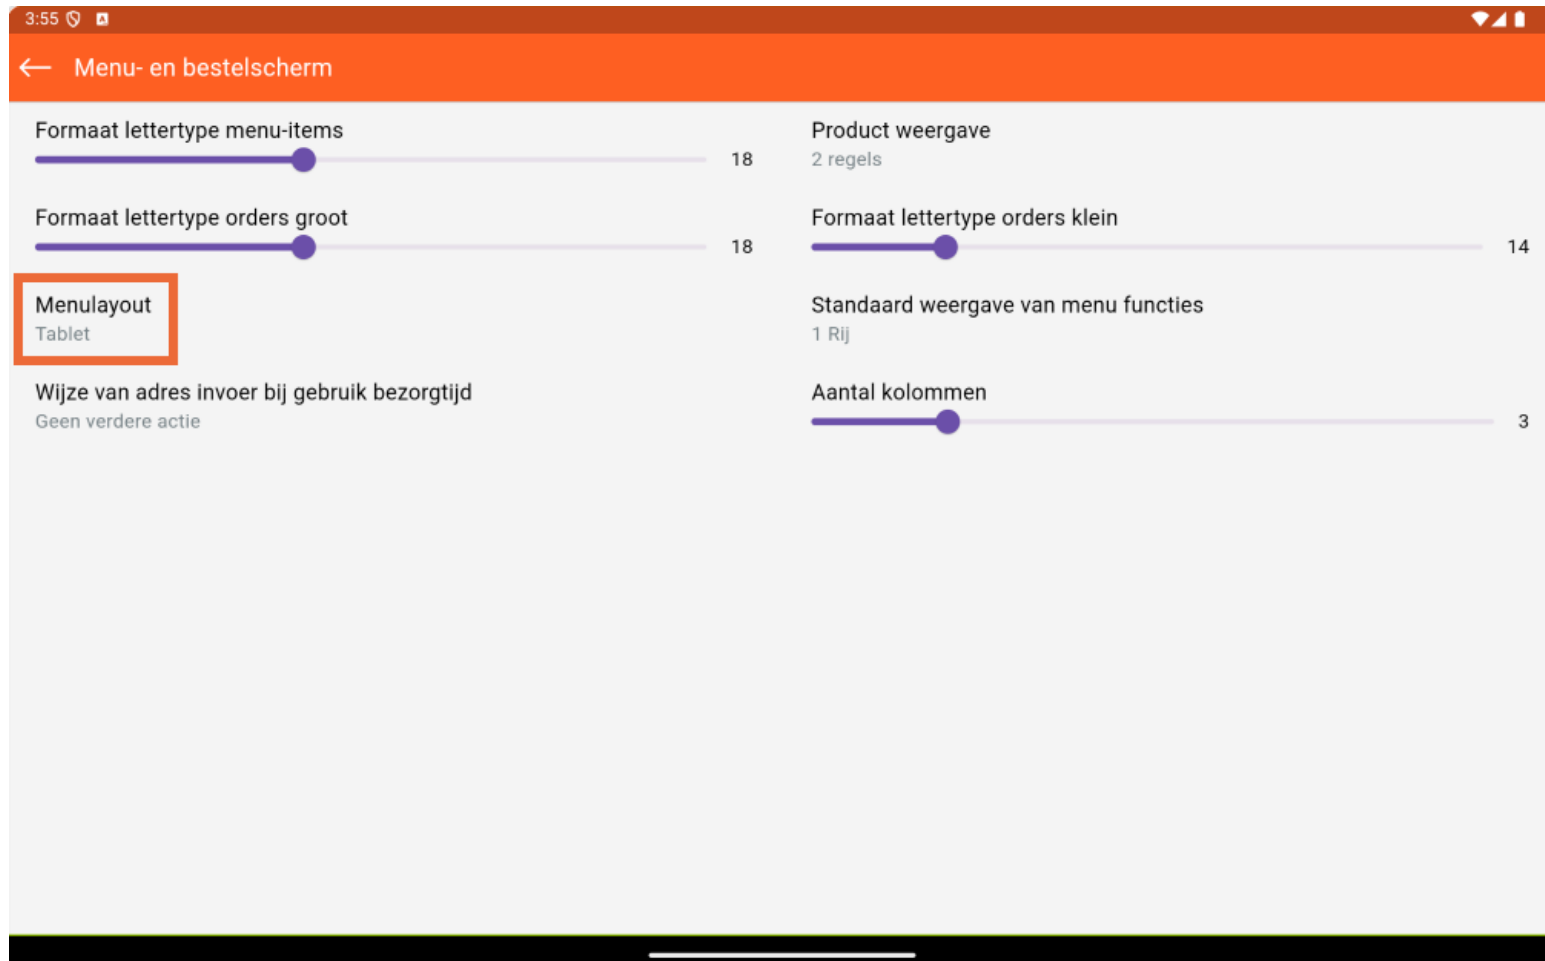 3:55
Menu- en bestelscherm
Formaat lettertype menu-items
18
Product weergave
2 regels
Formaat lettertype orders groot
18
Formaat lettertype orders klein
14
Menulayout
Tablet
Standaard weergave van menu functies
1 Rij
Wijze van adres invoer bij gebruik bezorgtijd
Geen verdere actie
Aantal kolommen
3